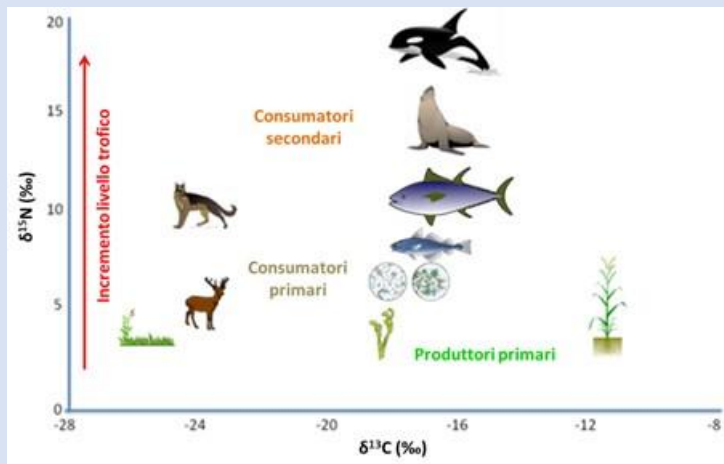 20
15
10
5
0
δ¹⁵N (‰)
Incremento livello trofico
Consumatori
secondari
Consumatori
primari
Produttori primari
-28
-24
-20
-16
-12
-8
δ¹³C (‰)